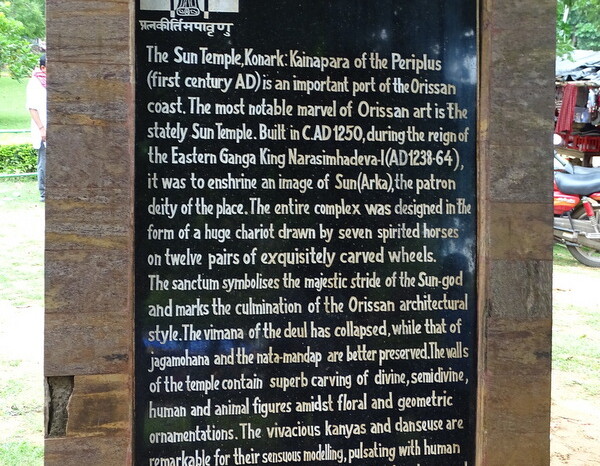 प्रत्नकीर्तिमपावृणु
The Sun Temple, Konark: Kainapara of the Periplus
(first century AD) is an important port of the Orissan
coast. The most notable marvel of Orissan art is the
stately Sun Temple. Built in C.AD 1250, during the reign of
the Eastern Ganga King Narasimhadeva-I (AD 1238-64),
it was to enshrine an image of Sun (Arka), the patron
deity of the place. The entire complex was designed in the
form of a huge chariot drawn by seven spirited horses
on twelve pairs of exquisitely carved wheels.
The sanctum symbolises the majestic stride of the Sun-god
and marks the culmination of the Orissan architectural
style. The vimana of the deul has collapsed, while that of
jagamohana and the nata-mandap are better preserved. The walls
of the temple contain superb carving of divine, semidivine,
human and animal figures amidst floral and geometric
ornamentations. The vivacious kanyas and danseuse are
remarkable for their sensuous modelling, pulsating with human